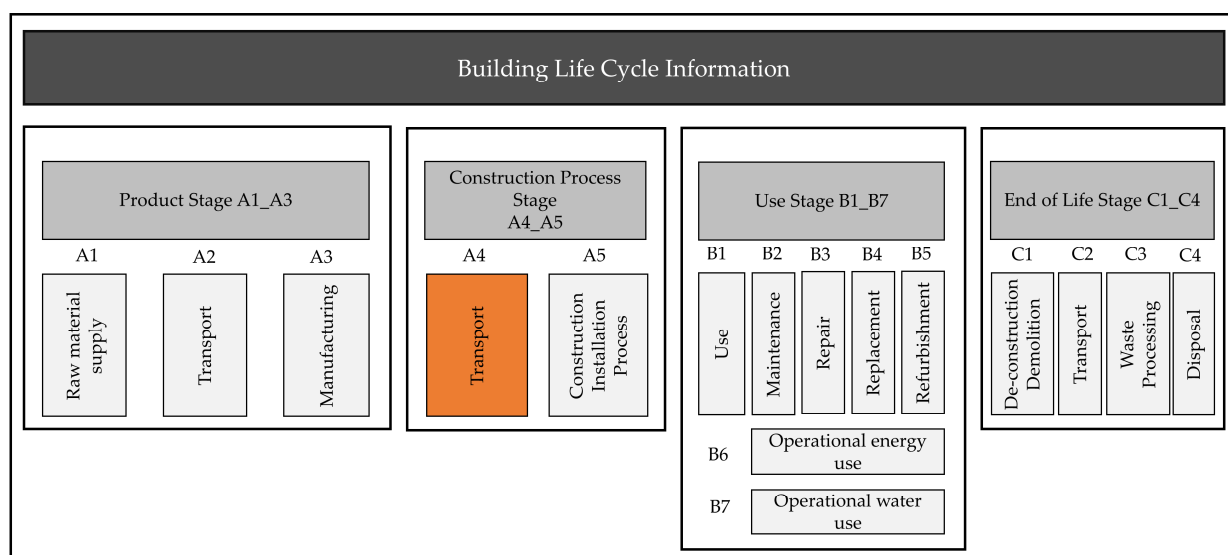 Building Life Cycle Information
Product Stage A1_A3
A1
A2
A3
Raw material
supply
Transport
Manufacturing
Construction Process
Stage
A4_A5
A4
A5
Transport
Construction
Installation
Process
Use Stage B1_B7
B1
B2
B3
B4
B5
Use
Maintenance
Repair
Replacement
Refurbishment
B6
Operational energy
use
B7
Operational water
use
End of Life Stage C1_C4
C1
C2
C3
C4
De-construction
Demolition
Transport
Waste
Processing
Disposal